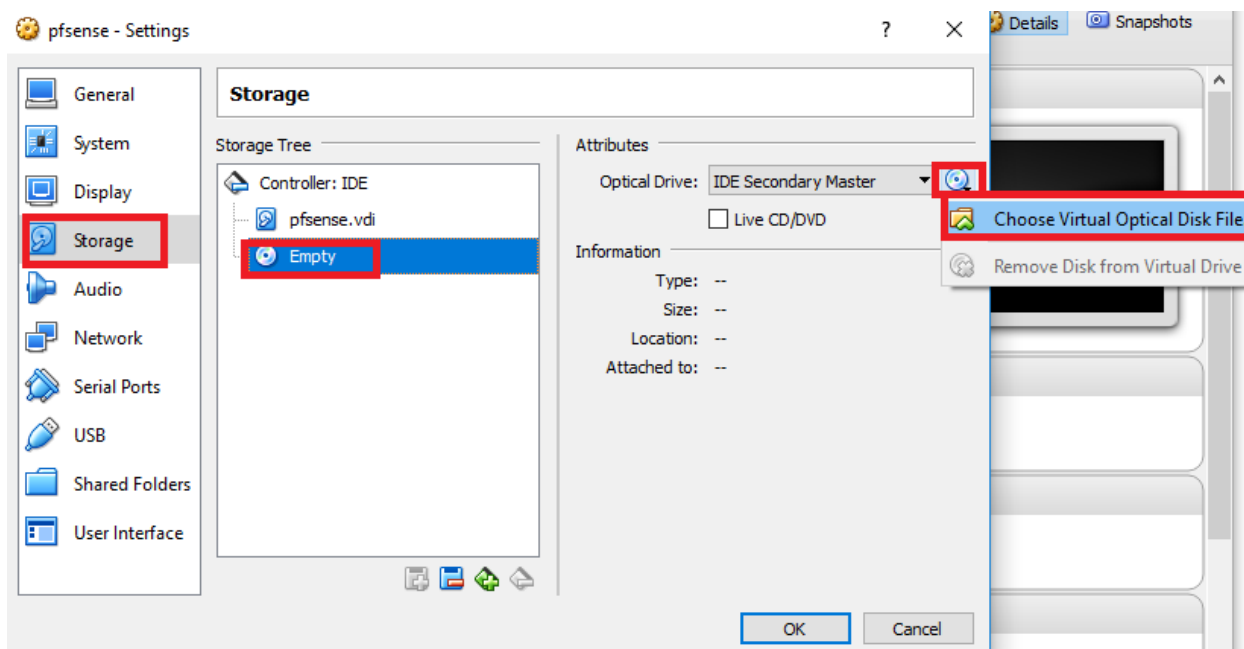 pfsense - Settings
?
Details
Snapshots
General
System
Display
Storage
Audio
Network
Serial Ports
USB
Shared Folders
User Interface
Storage
Storage Tree
Controller: IDE
pfsense.vdi
Empty
Attributes
Optical Drive: IDE Secondary Master
Live CD/DVD
Information
Type: --
Size: --
Location: --
Attached to: --
Choose Virtual Optical Disk File
Remove Disk from Virtual Drive
OK
Cancel